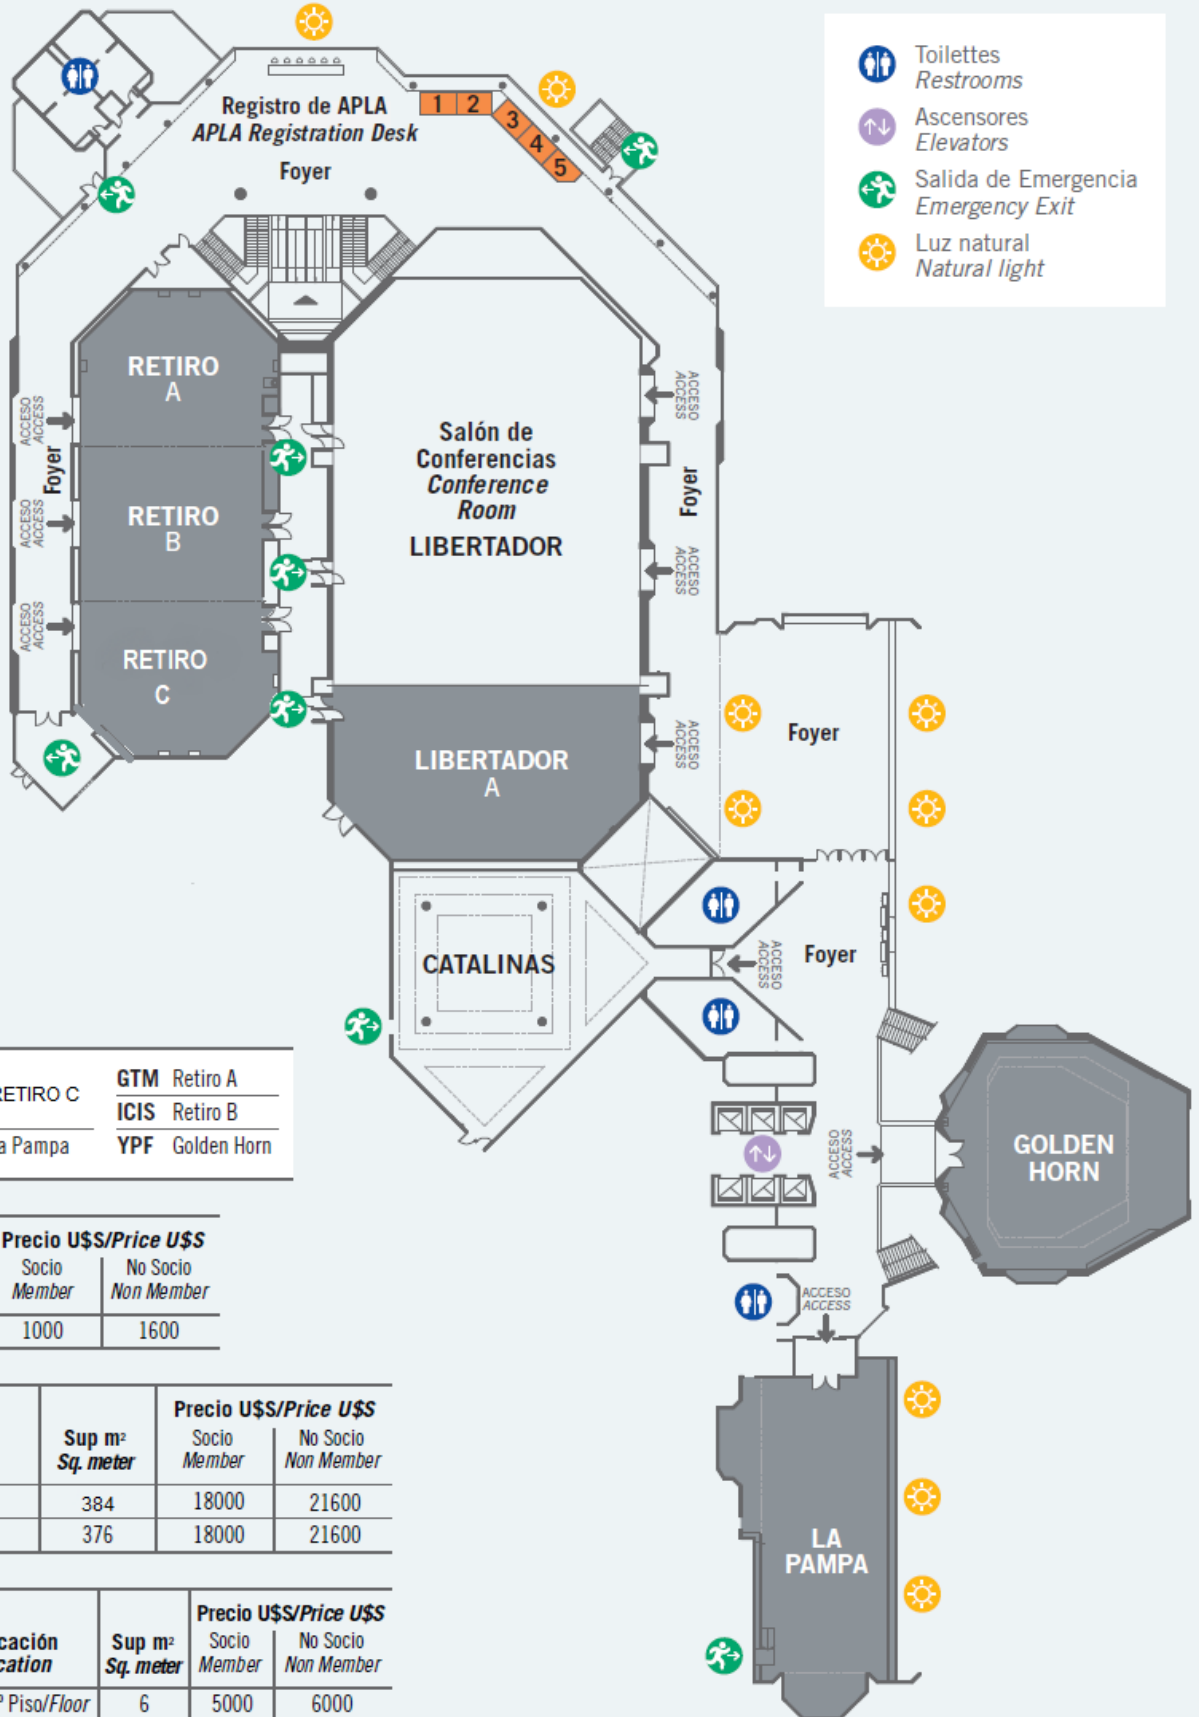 Toilettes
Restrooms
Ascensores
Elevators
Salida de Emergencia
Emergency Exit
Luz natural
Natural light
Registro de APLA
APLA Registration Desk
Foyer
1 2
3
4
5
RETIRO
A
RETIRO
B
RETIRO
C
ACCESO
ACCESS
ACCESO
ACCESS
ACCESO
ACCESS
Foyer
Salón de
Conferencias
Conference
Room
LIBERTADOR
LIBERTADOR
A
ACCESO
ACCESS
ACCESO
ACCESS
ACCESO
ACCESS
Foyer
Foyer
CATALINAS
ACCESO
ACCESS
Foyer
ACCESO
ACCESS
GOLDEN
HORN
ACCESO
ACCESS
LA
PAMPA
RETIRO C
a Pampa
GTM Retiro A
ICIS Retiro B
YPF Golden Horn
Precio U$S/Price U$S
Socio No Socio
Member Non Member
1000 1600
Precio U$S/Price U$S
Sup m² Socio No Socio
Sq. meter Member Non Member
384 18000 21600
376 18000 21600
Precio U$S/Price U$S
cación Sup m² Socio No Socio
cation Sq. meter Member Non Member
º Piso/Floor 6 5000 6000